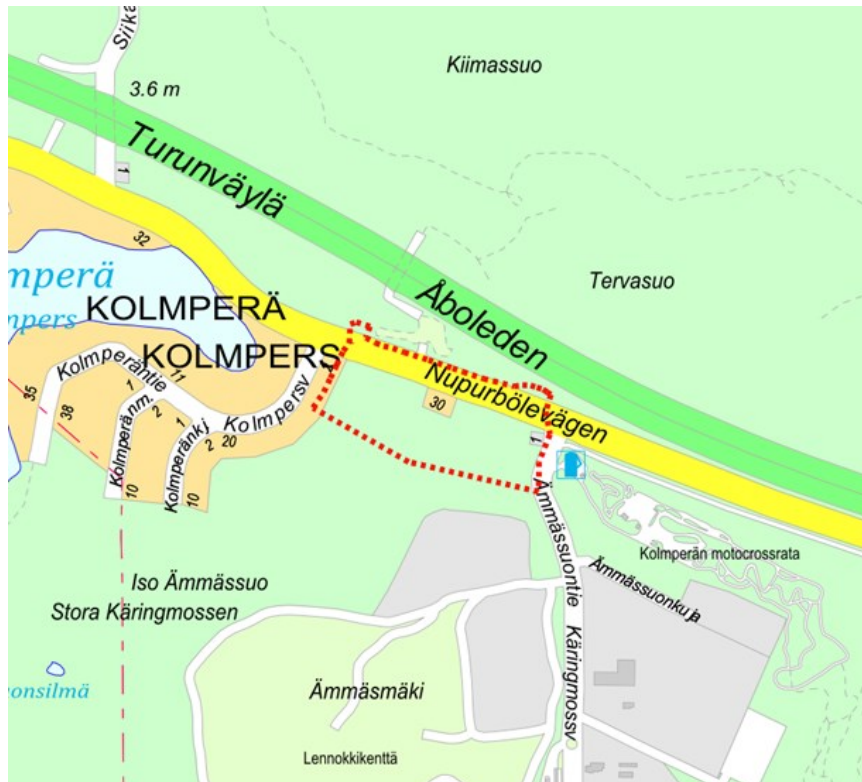 Siika
Kiimassuo
3.6 m
Turunväylä
1
32
Tervasuo
mperä
KOLMPERÄ
Åboleden
mpers
KOLMPERS
Kolmperäntie
11
4
Nupurbölevägen
35
38
1
2
1
2
20
Kolmpersv
30
Kolmperänm.
Kolmperänkj
10
10
1
Ämmässuontie
Käringmossv
Kolmperän motocrossrata
Ämmässuonkuja
Iso Ämmässuo
Stora Käringmossen
onsilmä
Ämmäsmäki
Lennokkikenttä